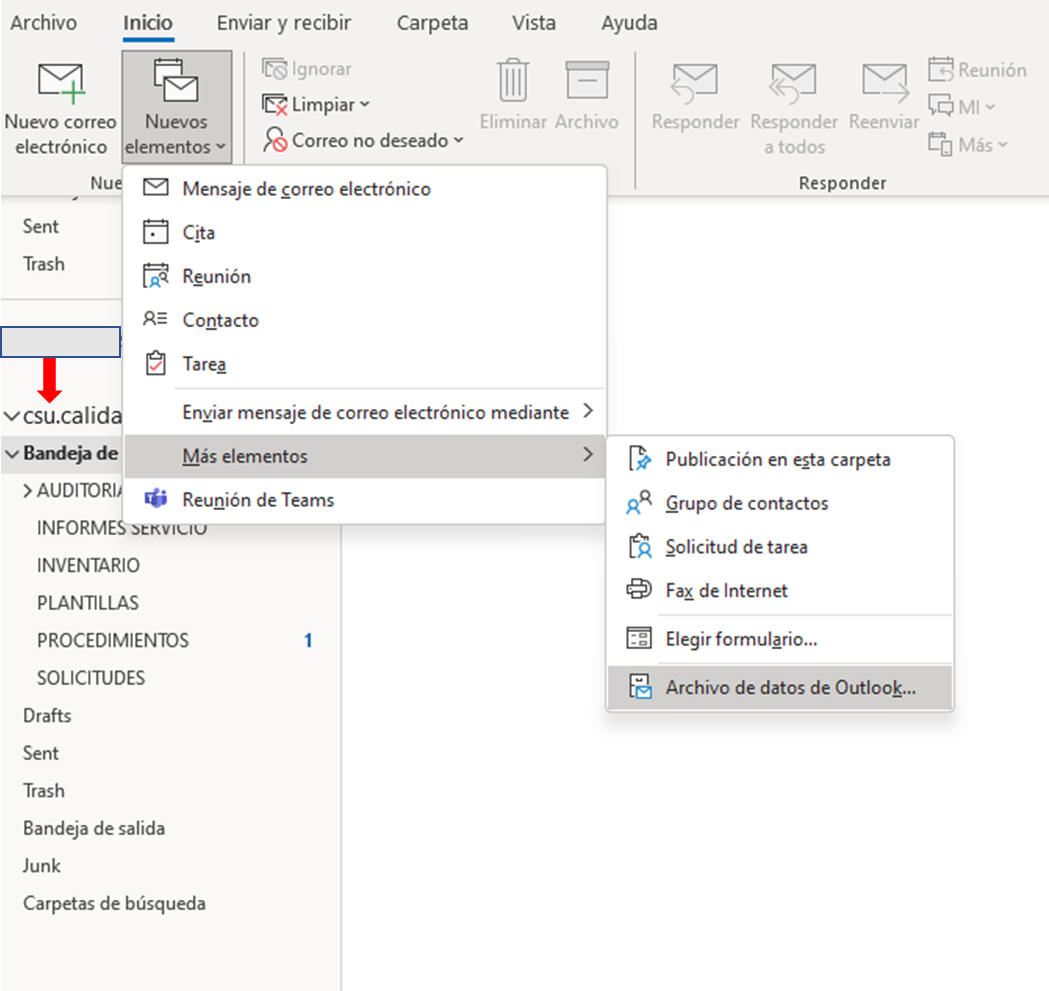 Archivo Inicio Enviar y recibir Carpeta Vista Ayuda
Nuevo correo
electrónico
Nuevos
elementos
Ignorar
Limpiar
Correo no deseado
Eliminar Archivo
Responder
Responder
a todos
Reenviar
Reunión
MI
Más
Nue
Responder
Mensaje de correo electrónico
Cita
Reunión
Contacto
Tarea
Enviar mensaje de correo electrónico mediante
Más elementos
Reunión de Teams
Publicación en esta carpeta
Grupo de contactos
Solicitud de tarea
Fax de Internet
Elegir formulario...
Archivo de datos de Outlook...
Sent
Trash
csu.calida
Bandeja de
AUDITORIA
INFORMES SERVICIO
INVENTARIO
PLANTILLAS
PROCEDIMIENTOS 1
SOLICITUDES
Drafts
Sent
Trash
Bandeja de salida
Junk
Carpetas de búsqueda